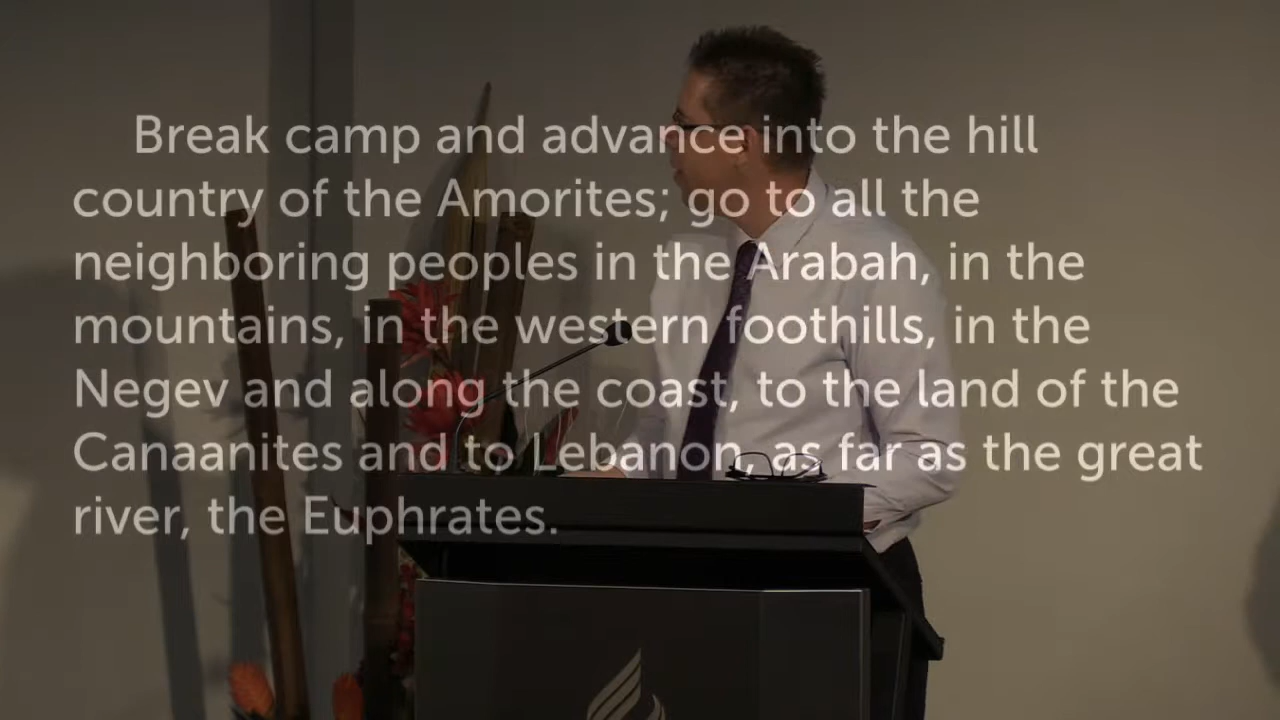 Break camp and advance into the hill
country of the Amorites; go to all the
neighboring peoples in the Arabah, in the
mountains, in the western foothills, in the
Negev and along the coast, to the land of the
Canaanites and to Lebanon, as far as the great
river, the Euphrates.